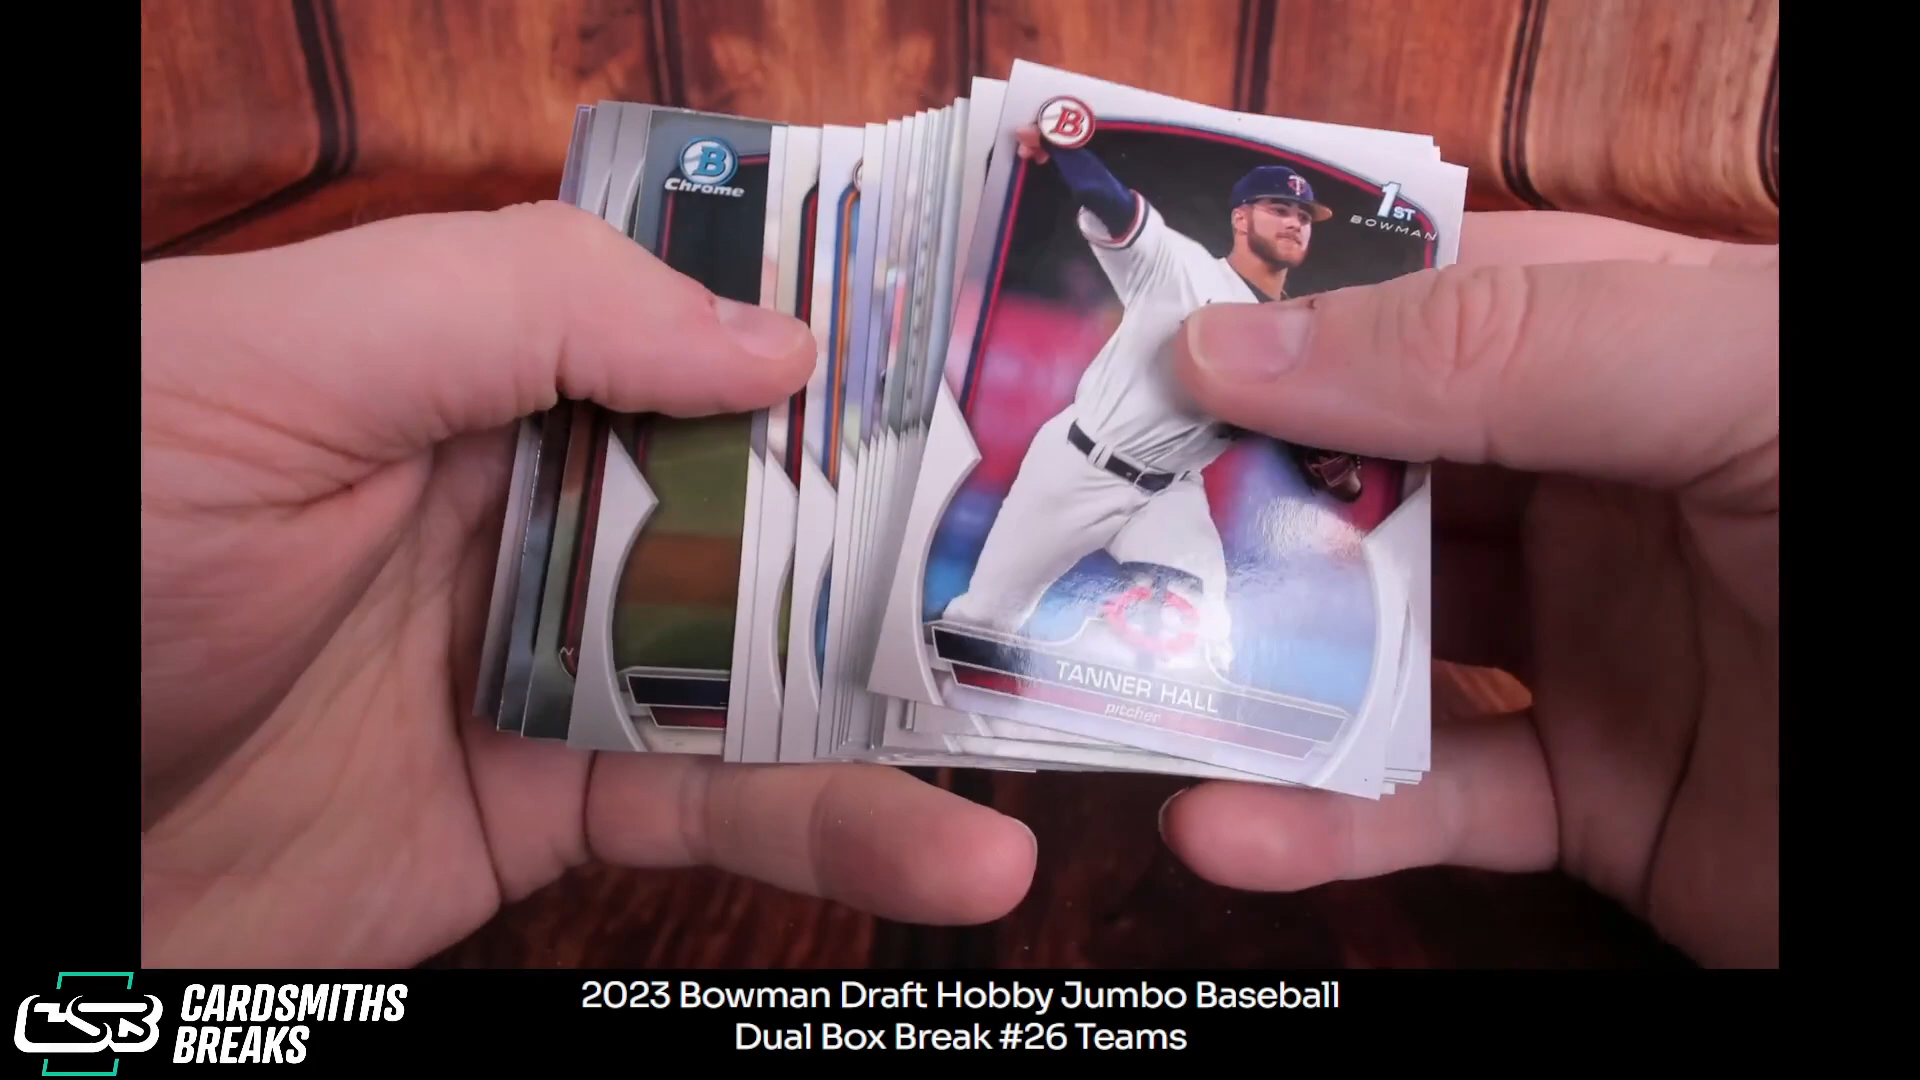 B
Chrome
B
1ST
BOWMAN
T
TANNER HALL
pitcher
N
CSB
CARDSMITHS
BREAKS
2023 Bowman Draft Hobby Jumbo Baseball
Dual Box Break #26 Teams